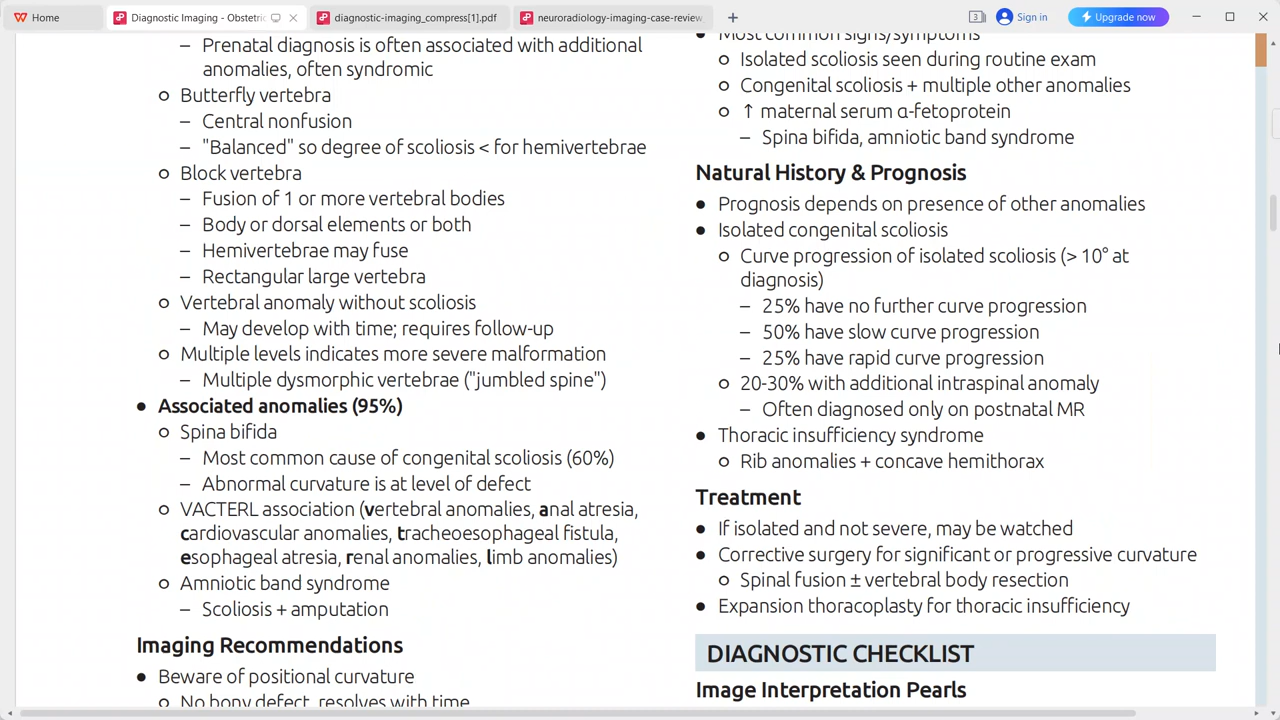 Home
Diagnostic Imaging - Obstetric
diagnostic-imaging_compress[1].pdf
neuroradiology-imaging-case-review
3
Sign in
Upgrade now
– Prenatal diagnosis is often associated with additional
anomalies, often syndromic
o Butterfly vertebra
– Central nonfusion
– "Balanced" so degree of scoliosis < for hemivertebrae
o Block vertebra
– Fusion of 1 or more vertebral bodies
– Body or dorsal elements or both
– Hemivertebrae may fuse
– Rectangular large vertebra
o Vertebral anomaly without scoliosis
– May develop with time; requires follow-up
o Multiple levels indicates more severe malformation
– Multiple dysmorphic vertebrae ("jumbled spine")
● Associated anomalies (95%)
o Spina bifida
– Most common cause of congenital scoliosis (60%)
– Abnormal curvature is at level of defect
o VACTERL association (vertebral anomalies, anal atresia,
cardiovascular anomalies, tracheoesophageal fistula,
esophageal atresia, renal anomalies, limb anomalies)
o Amniotic band syndrome
– Scoliosis + amputation
Imaging Recommendations
● Beware of positional curvature
o No bony defect, resolves with time
● Most common signs/symptoms
o Isolated scoliosis seen during routine exam
o Congenital scoliosis + multiple other anomalies
o ↑ maternal serum α-fetoprotein
– Spina bifida, amniotic band syndrome
Natural History & Prognosis
● Prognosis depends on presence of other anomalies
● Isolated congenital scoliosis
o Curve progression of isolated scoliosis (> 10° at
diagnosis)
– 25% have no further curve progression
– 50% have slow curve progression
– 25% have rapid curve progression
o 20-30% with additional intraspinal anomaly
– Often diagnosed only on postnatal MR
● Thoracic insufficiency syndrome
o Rib anomalies + concave hemithorax
Treatment
● If isolated and not severe, may be watched
● Corrective surgery for significant or progressive curvature
o Spinal fusion ± vertebral body resection
● Expansion thoracoplasty for thoracic insufficiency
DIAGNOSTIC CHECKLIST
Image Interpretation Pearls